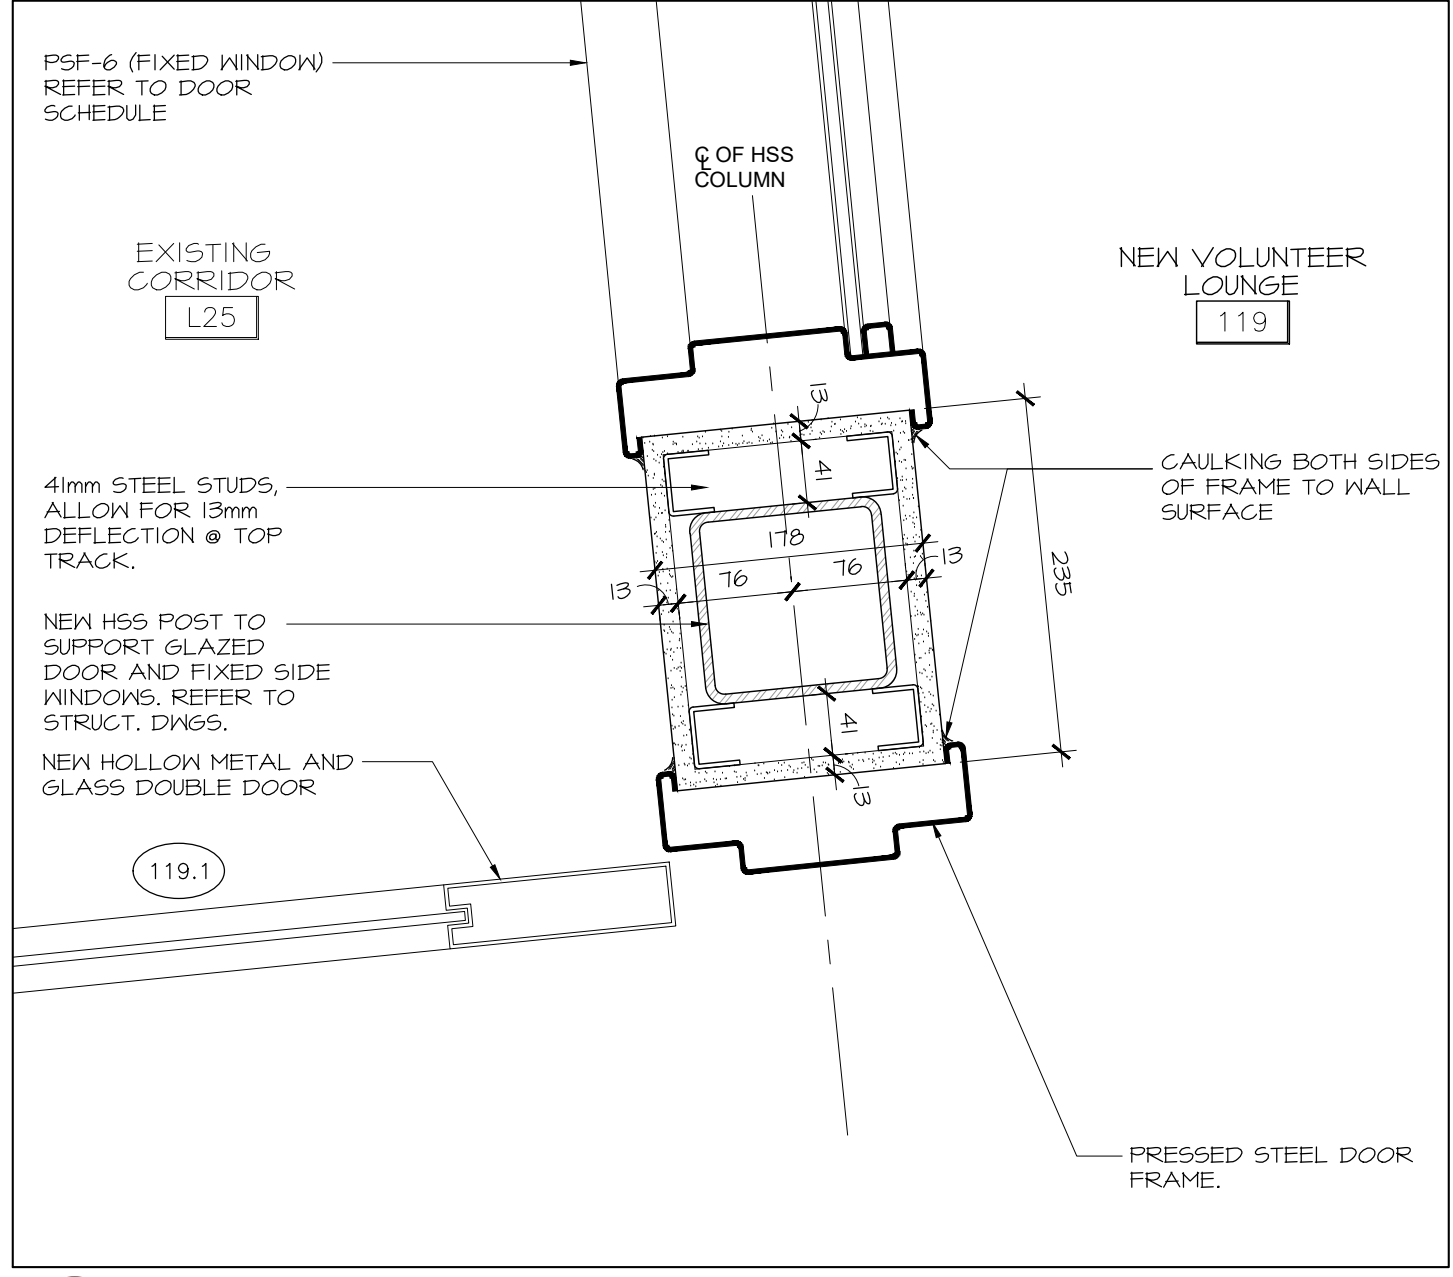 PSF-6 (FIXED WINDOW)
REFER TO DOOR
SCHEDULE
℄ OF HSS
COLUMN
EXISTING
CORRIDOR
L25
NEW VOLUNTEER
LOUNGE
119
13
41
41mm STEEL STUDS,
ALLOW FOR 13mm
DEFLECTION @ TOP
TRACK.
CAULKING BOTH SIDES
OF FRAME TO WALL
SURFACE
178
76
76
13
13
235
NEW HSS POST TO
SUPPORT GLAZED
DOOR AND FIXED SIDE
WINDOWS. REFER TO
STRUCT. DWGS.
41
13
NEW HOLLOW METAL AND
GLASS DOUBLE DOOR
119.1
PRESSED STEEL DOOR
FRAME.